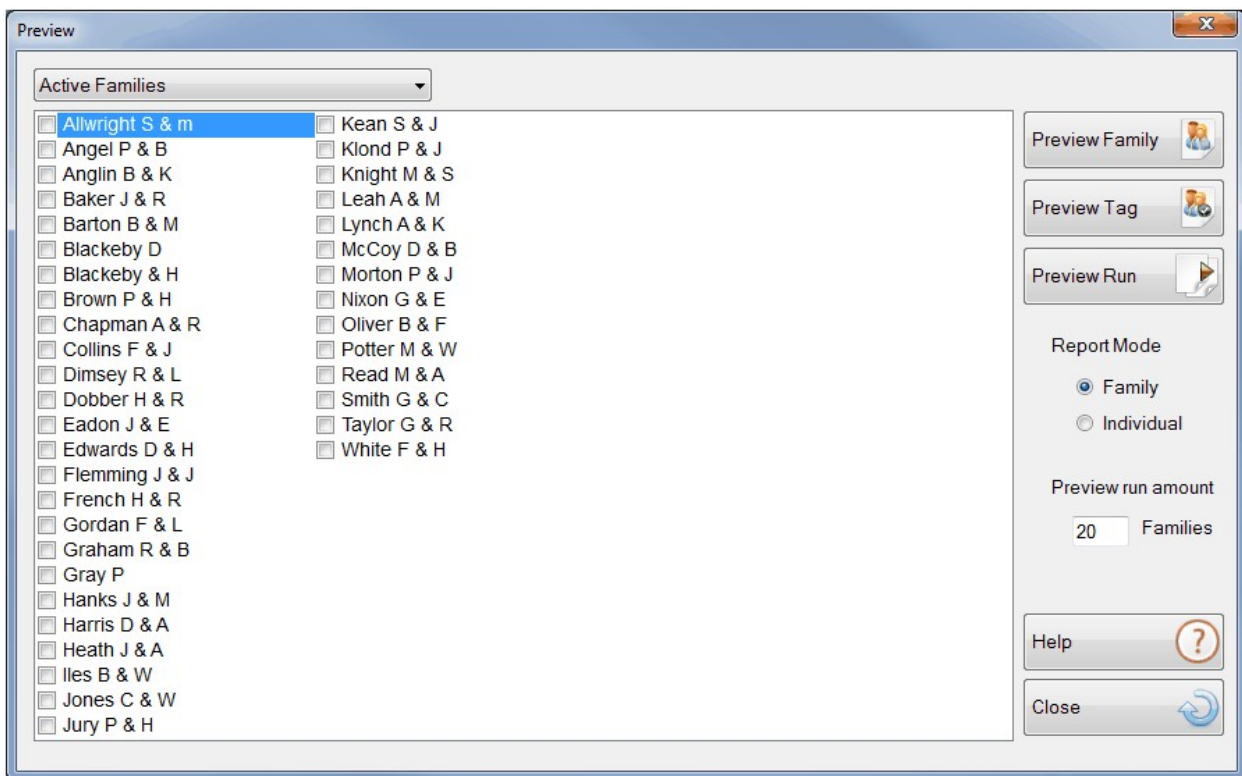 Preview
x
Active Families
Allwright S & m
Angel P & B
Anglin B & K
Baker J & R
Barton B & M
Blackeby D
Blackeby & H
Brown P & H
Chapman A & R
Collins F & J
Dimsey R & L
Dobber H & R
Eadon J & E
Edwards D & H
Flemming J & J
French H & R
Gordan F & L
Graham R & B
Gray P
Hanks J & M
Harris D & A
Heath J & A
Iles B & W
Jones C & W
Jury P & H
Kean S & J
Klond P & J
Knight M & S
Leah A & M
Lynch A & K
McCoy D & B
Morton P & J
Nixon G & E
Oliver B & F
Potter M & W
Read M & A
Smith G & C
Taylor G & R
White F & H
Preview Family
Preview Tag
Preview Run
Report Mode
Family
Individual
Preview run amount
20 Families
Help ?
Close